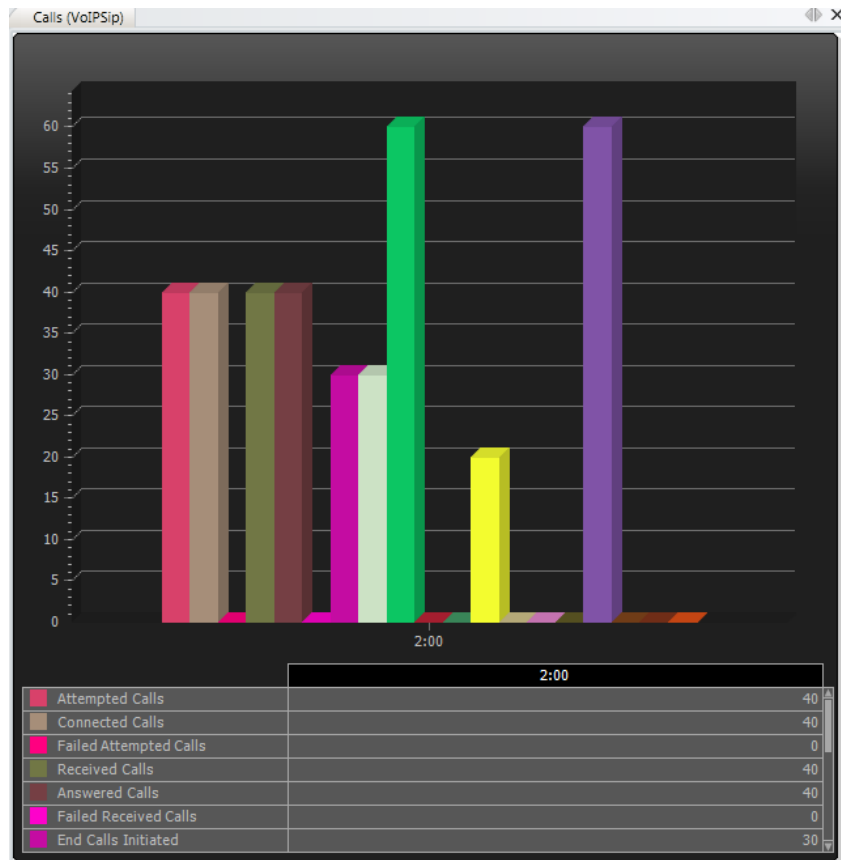 Calls (VoIPSip)
60
55
50
45
40
35
30
25
20
15
10
5
0
2:00
2:00
Attempted Calls 40
Connected Calls 40
Failed Attempted Calls 0
Received Calls 40
Answered Calls 40
Failed Received Calls 0
End Calls Initiated 30